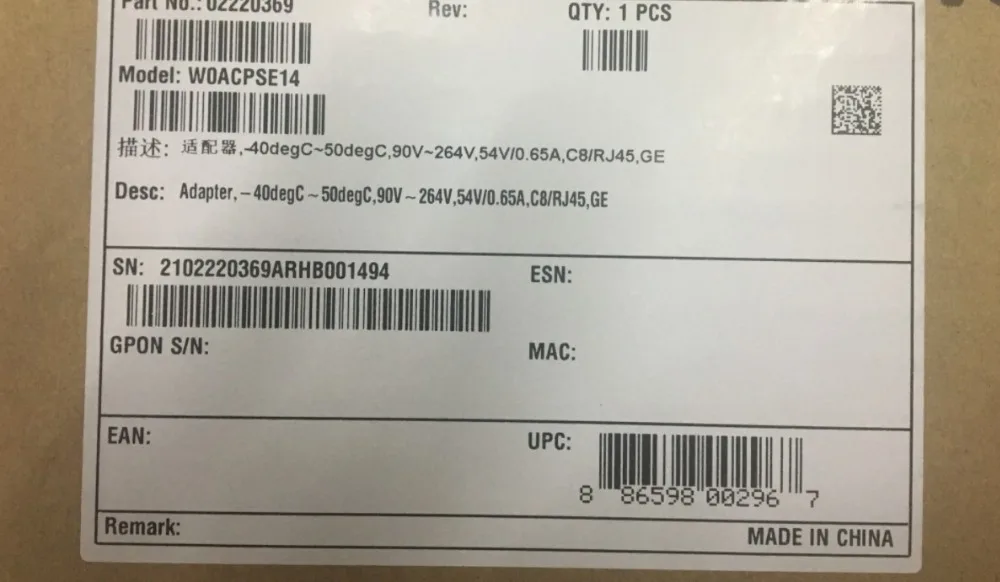 Part No.: 02220369 Rev: QTY: 1 PCS
Model: W0ACPSE14
描述: 适配器,-40degC~50degC,90V~264V,54V/0.65A,C8/RJ45,GE
Desc: Adapter,-40degC~50degC,90V~264V,54V/0.65A,C8/RJ45,GE
SN: 2102220369ARHB001494 ESN:
GPON S/N: MAC:
EAN: UPC:
8 86598 00296 7
Remark: MADE IN CHINA